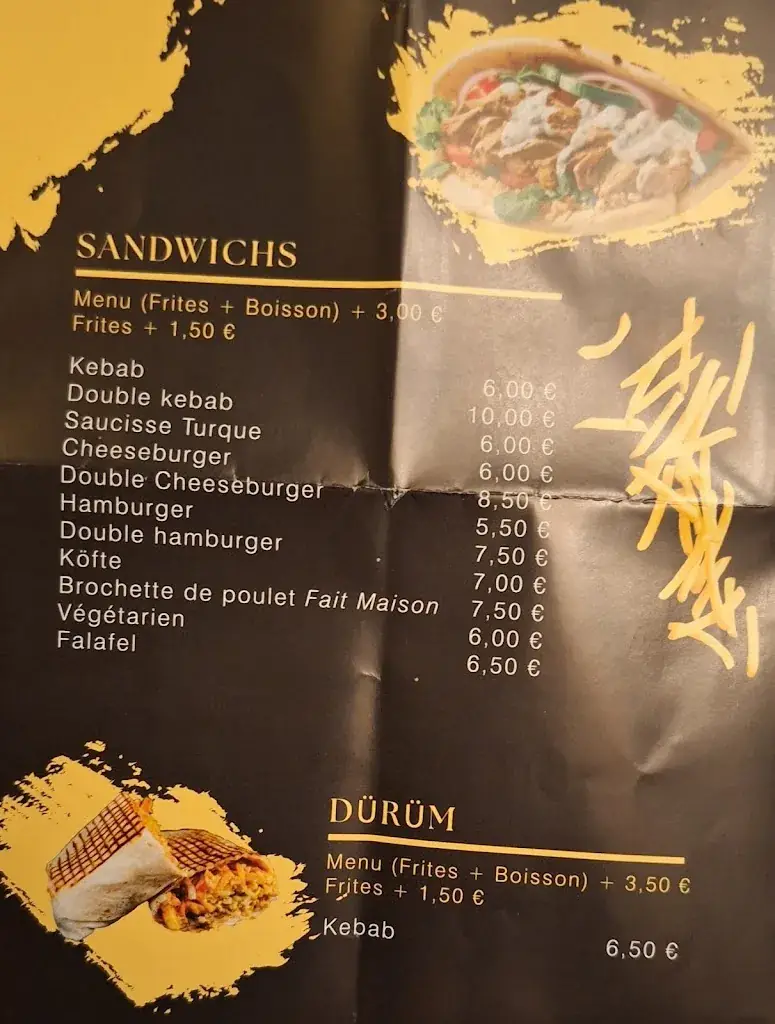 SANDWICHS
Menu (Frites + Boisson) + 3,00 €
Frites + 1,50 €
Kebab 6,00 €
Double kebab 10,00 €
Saucisse Turque 6,00 €
Cheeseburger 6,00 €
Double Cheeseburger 8,50 €
Hamburger 5,50 €
Double hamburger 7,50 €
Köfte 7,00 €
Brochette de poulet Fait Maison 7,50 €
Végétarien 6,00 €
Falafel 6,50 €
DÜRÜM
Menu (Frites + Boisson) + 3,50 €
Frites + 1,50 €
Kebab 6,50 €